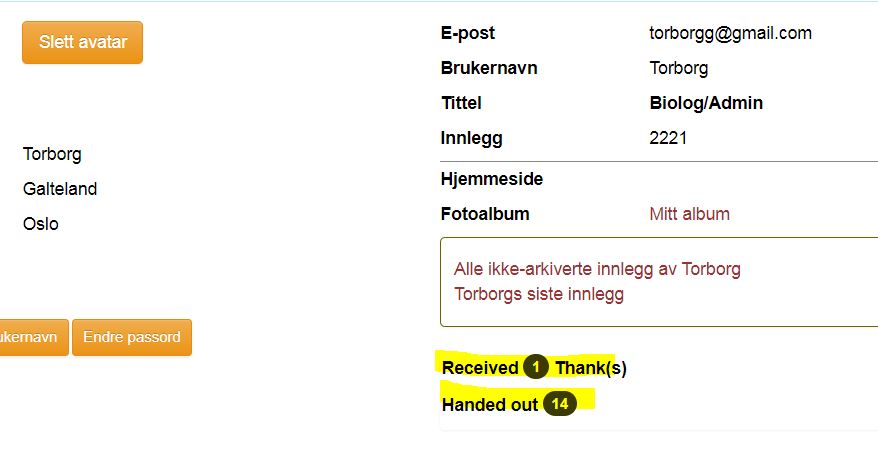 Slett avatar
Torborg
Galteland
Oslo
ukernavn Endre passord
E-post torborgg@gmail.com
Brukernavn Torborg
Tittel Biolog/Admin
Innlegg 2221
Hjemmeside
Fotoalbum Mitt album
Alle ikke-arkiverte innlegg av Torborg
Torborgs siste innlegg
Received 1 Thank(s)
Handed out 14